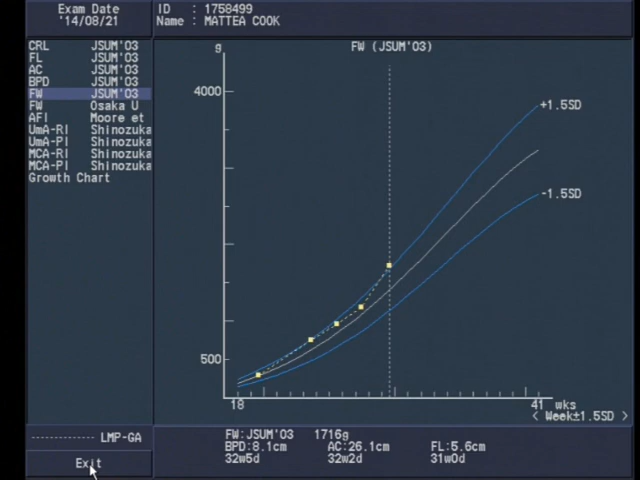 Exam Date
'14/08/21
ID : 1758499
Name : MATTEA COOK
CRL JSUM'03
FL JSUM'03
AC JSUM'03
BPD JSUM'03
FW JSUM'03
FW Osaka U
AFI Moore et
UmA-RI Shinozuka
UmA-PI Shinozuka
MCA-RI Shinozuka
MCA-PI Shinozuka
Growth Chart
g
FW (JSUM'03)
4000
+1.5SD
-1.5SD
500
18
41 wks
< Week±1.5SD >
LMP-GA
Exit
FW:JSUM'03 1716g
BPD:8.1cm AC:26.1cm FL:5.6cm
32w5d 32w2d 31w0d